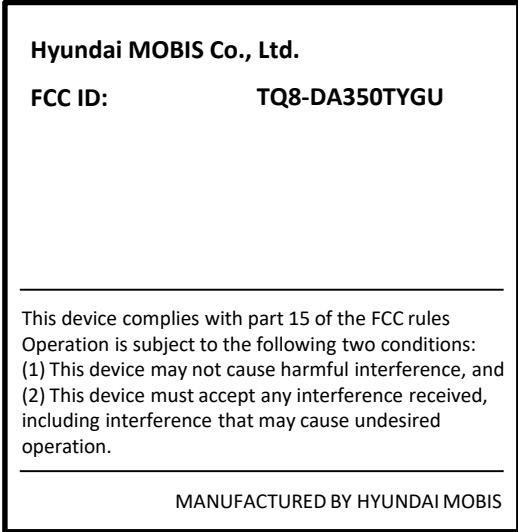 Hyundai MOBIS Co., Ltd.
FCC ID: TQ8-DA350TYGU
This device complies with part 15 of the FCC rules
Operation is subject to the following two conditions:
(1) This device may not cause harmful interference, and
(2) This device must accept any interference received,
including interference that may cause undesired
operation.
MANUFACTURED BY HYUNDAI MOBIS